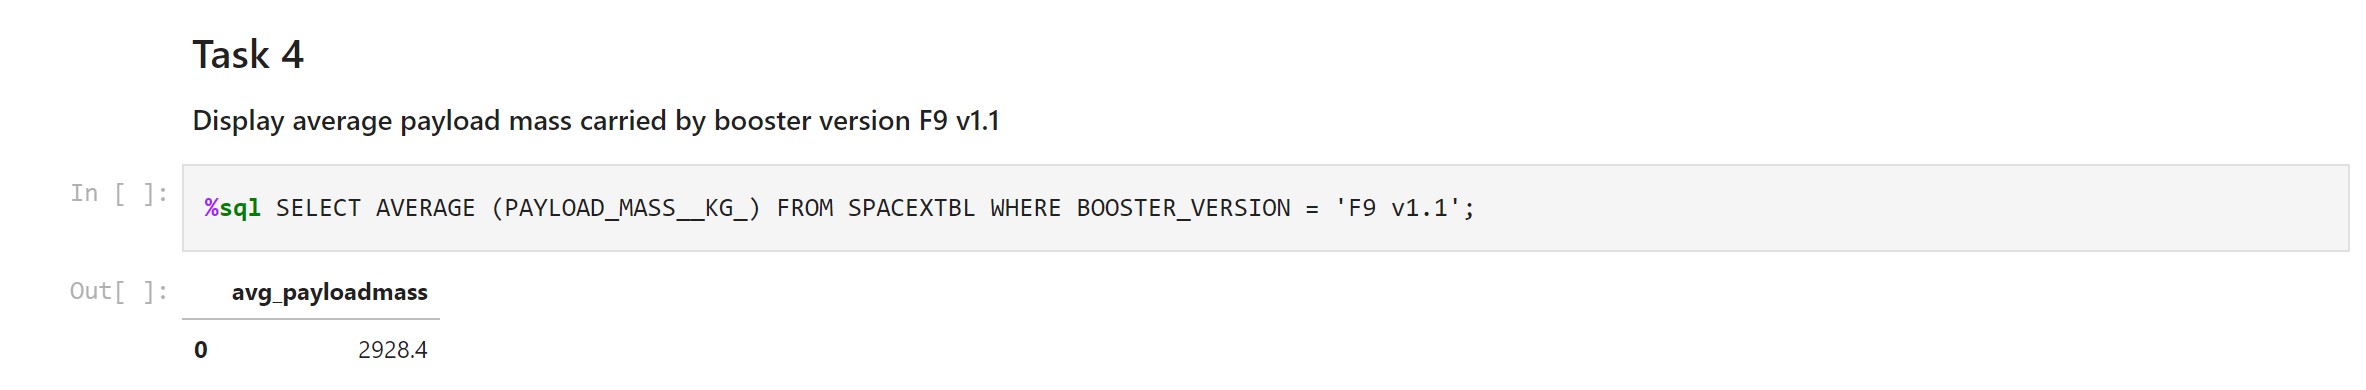 Task 4
Display average payload mass carried by booster version F9 v1.1
In [ ]:
%sql SELECT AVERAGE (PAYLOAD_MASS__KG_) FROM SPACEXTBL WHERE BOOSTER_VERSION = 'F9 v1.1';
Out[ ]:
avg_payloadmass
0 2928.4